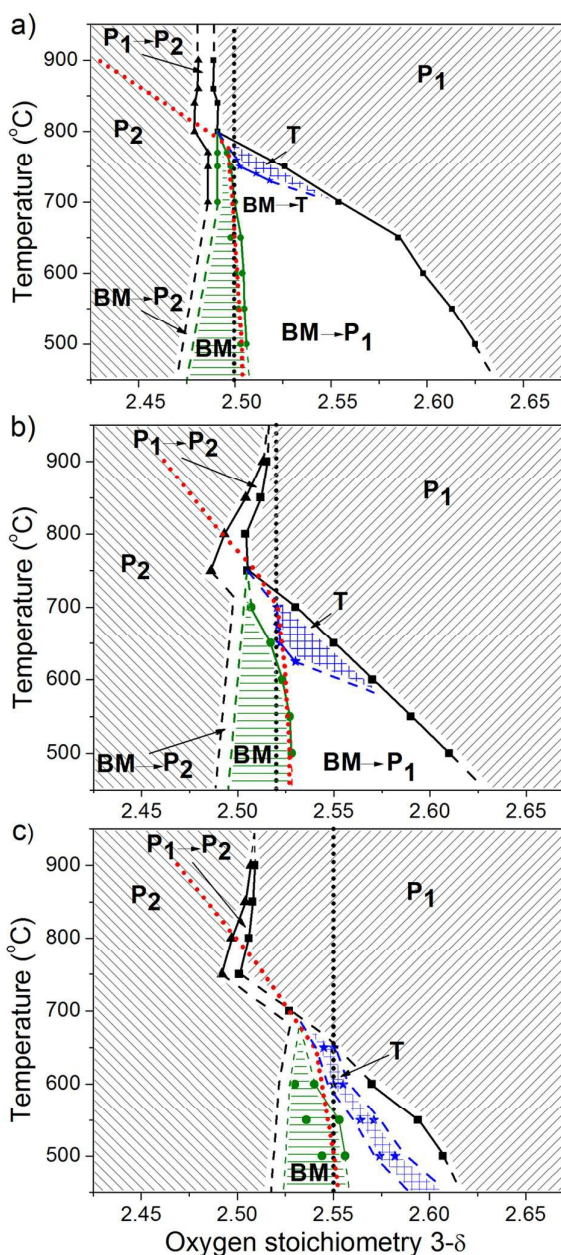 a)
P₁→P₂
P₁
P₂
T
BM→T
BM→P₂
BM
BM→P₁
Temperature (°C)
900
800
700
600
500
2.45 2.50 2.55 2.60 2.65
b)
P₁→P₂
P₁
P₂
T
BM→P₂
BM
BM→P₁
Temperature (°C)
900
800
700
600
500
2.45 2.50 2.55 2.60 2.65
c)
P₁→P₂
P₁
P₂
T
BM
Temperature (°C)
900
800
700
600
500
2.45 2.50 2.55 2.60 2.65
Oxygen stoichiometry 3-δ